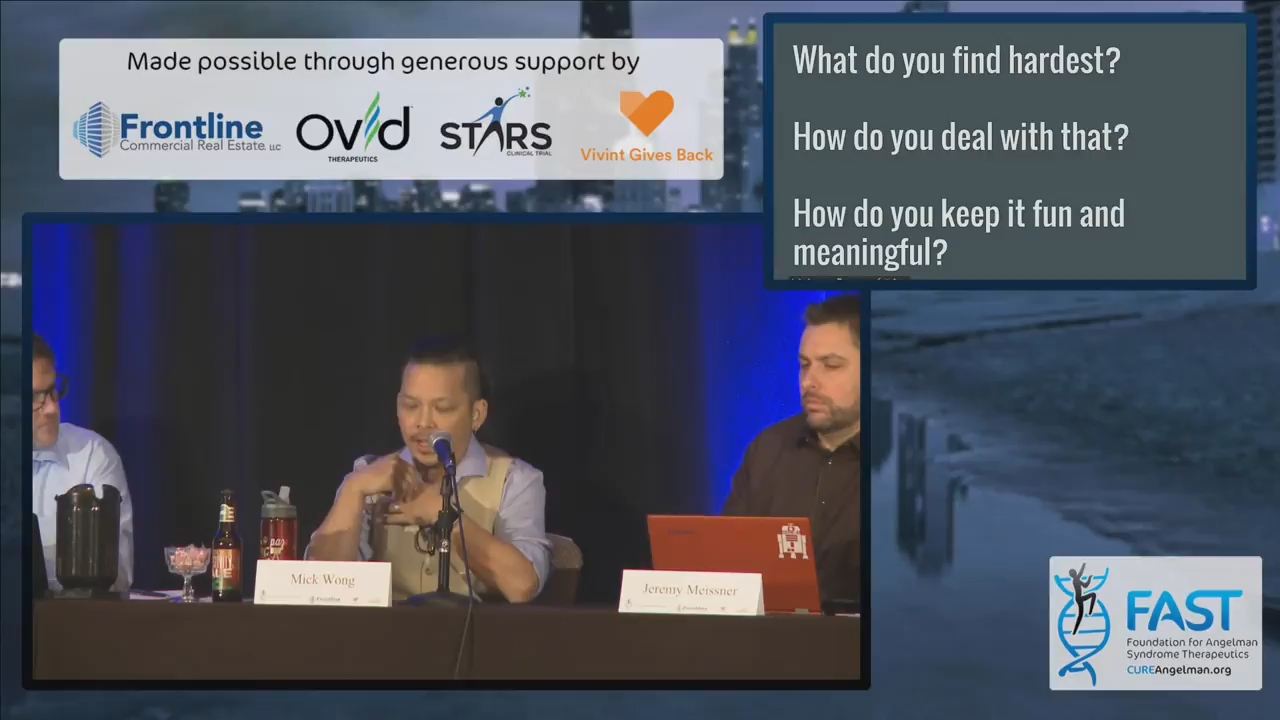 Made possible through generous support by
Frontline
Commercial Real Estate, LLC
OVID
THERAPEUTICS
STARS
CLINICAL TRIAL
Vivint Gives Back
What do you find hardest?
How do you deal with that?
How do you keep it fun and
meaningful?
Mick Wong
Jeremy Meissner
FAST
Foundation for Angelman
Syndrome Therapeutics
CUREAngelman.org